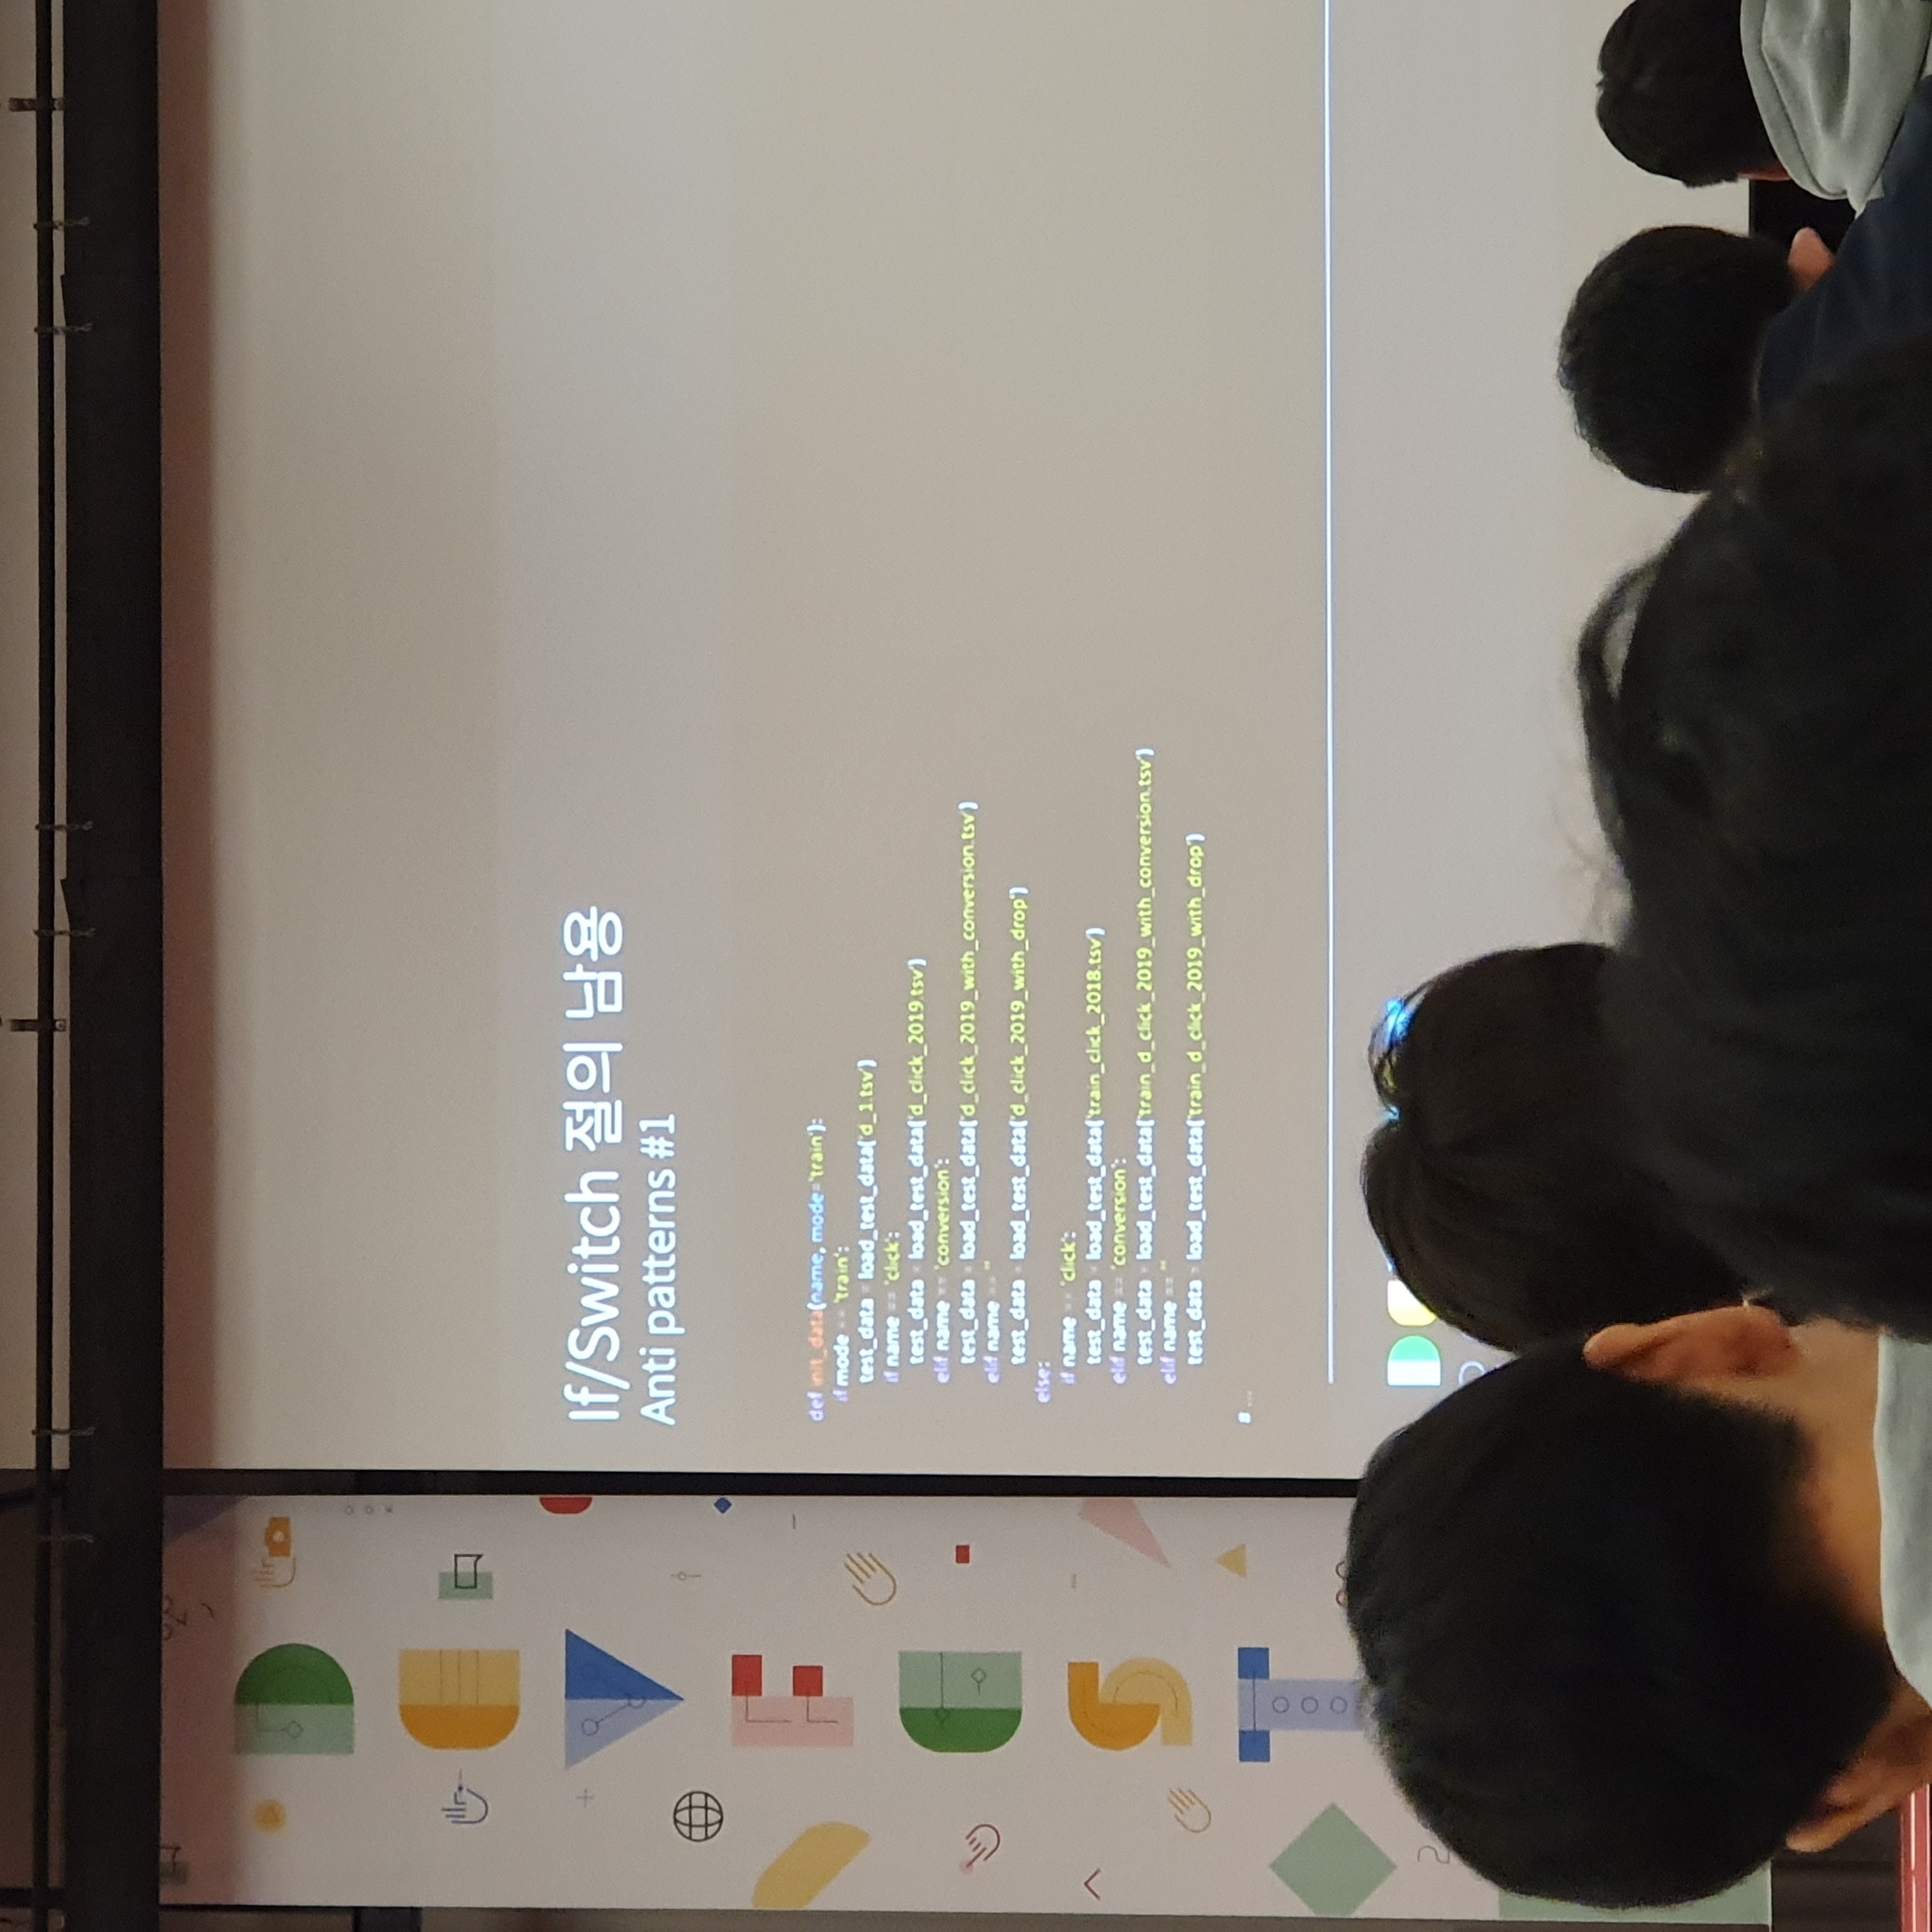 DEVFEST
If/Switch 절의 남용
Anti patterns #1
def init_data(name, mode='train'):
if mode == 'train':
test_data = load_test_data('d_1.tsv')
if name == 'click':
test_data = load_test_data('d_click_2019.tsv')
elif name == 'conversion':
test_data = load_test_data('d_click_2019_with_conversion.tsv')
elif name == ''
test_data = load_test_data('d_click_2019_with_drop')
else:
if name == 'click':
test_data = load_test_data('train_click_2018.tsv')
elif name == 'conversion':
test_data = load_test_data('train_d_click_2019_with_conversion.tsv')
elif name == ''
test_data = load_test_data('train_d_click_2019_with_drop')
# ...
DE